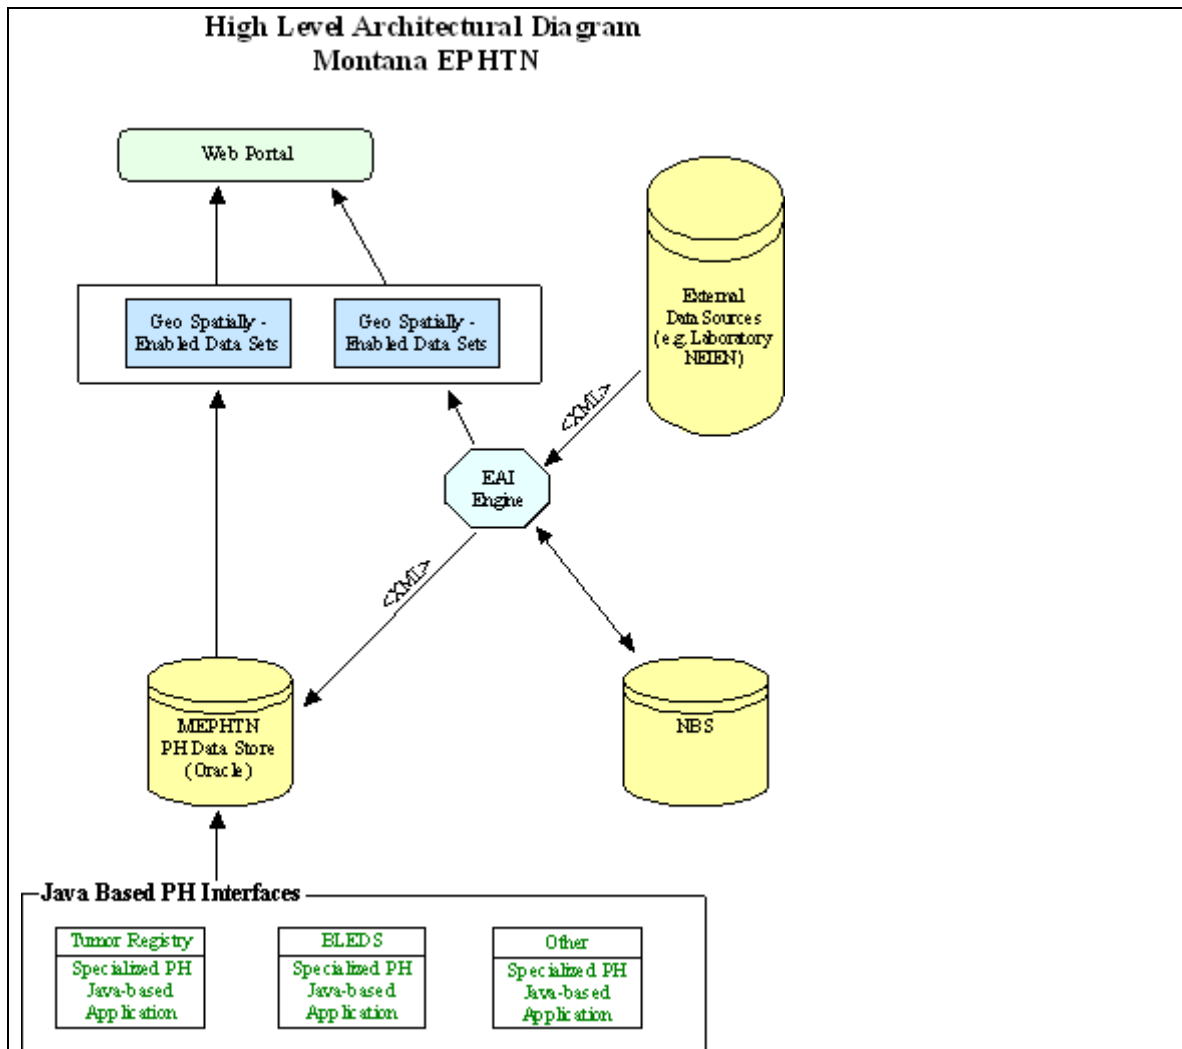 High Level Architectural Diagram
Montana EPHTN
Web Portal
Geo Spatially -
Enabled Data Sets
Geo Spatially -
Enabled Data Sets
External
Data Sources
(e.g. Laboratory
NEIEN)
<XML>
EAI
Engine
<XML>
MEPHTN
PH Data Store
(Oracle)
NBS
Java Based PH Interfaces
Tumor Registry
Specialized PH
Java-based
Application
BLEDS
Specialized PH
Java-based
Application
Other
Specialized PH
Java-based
Application